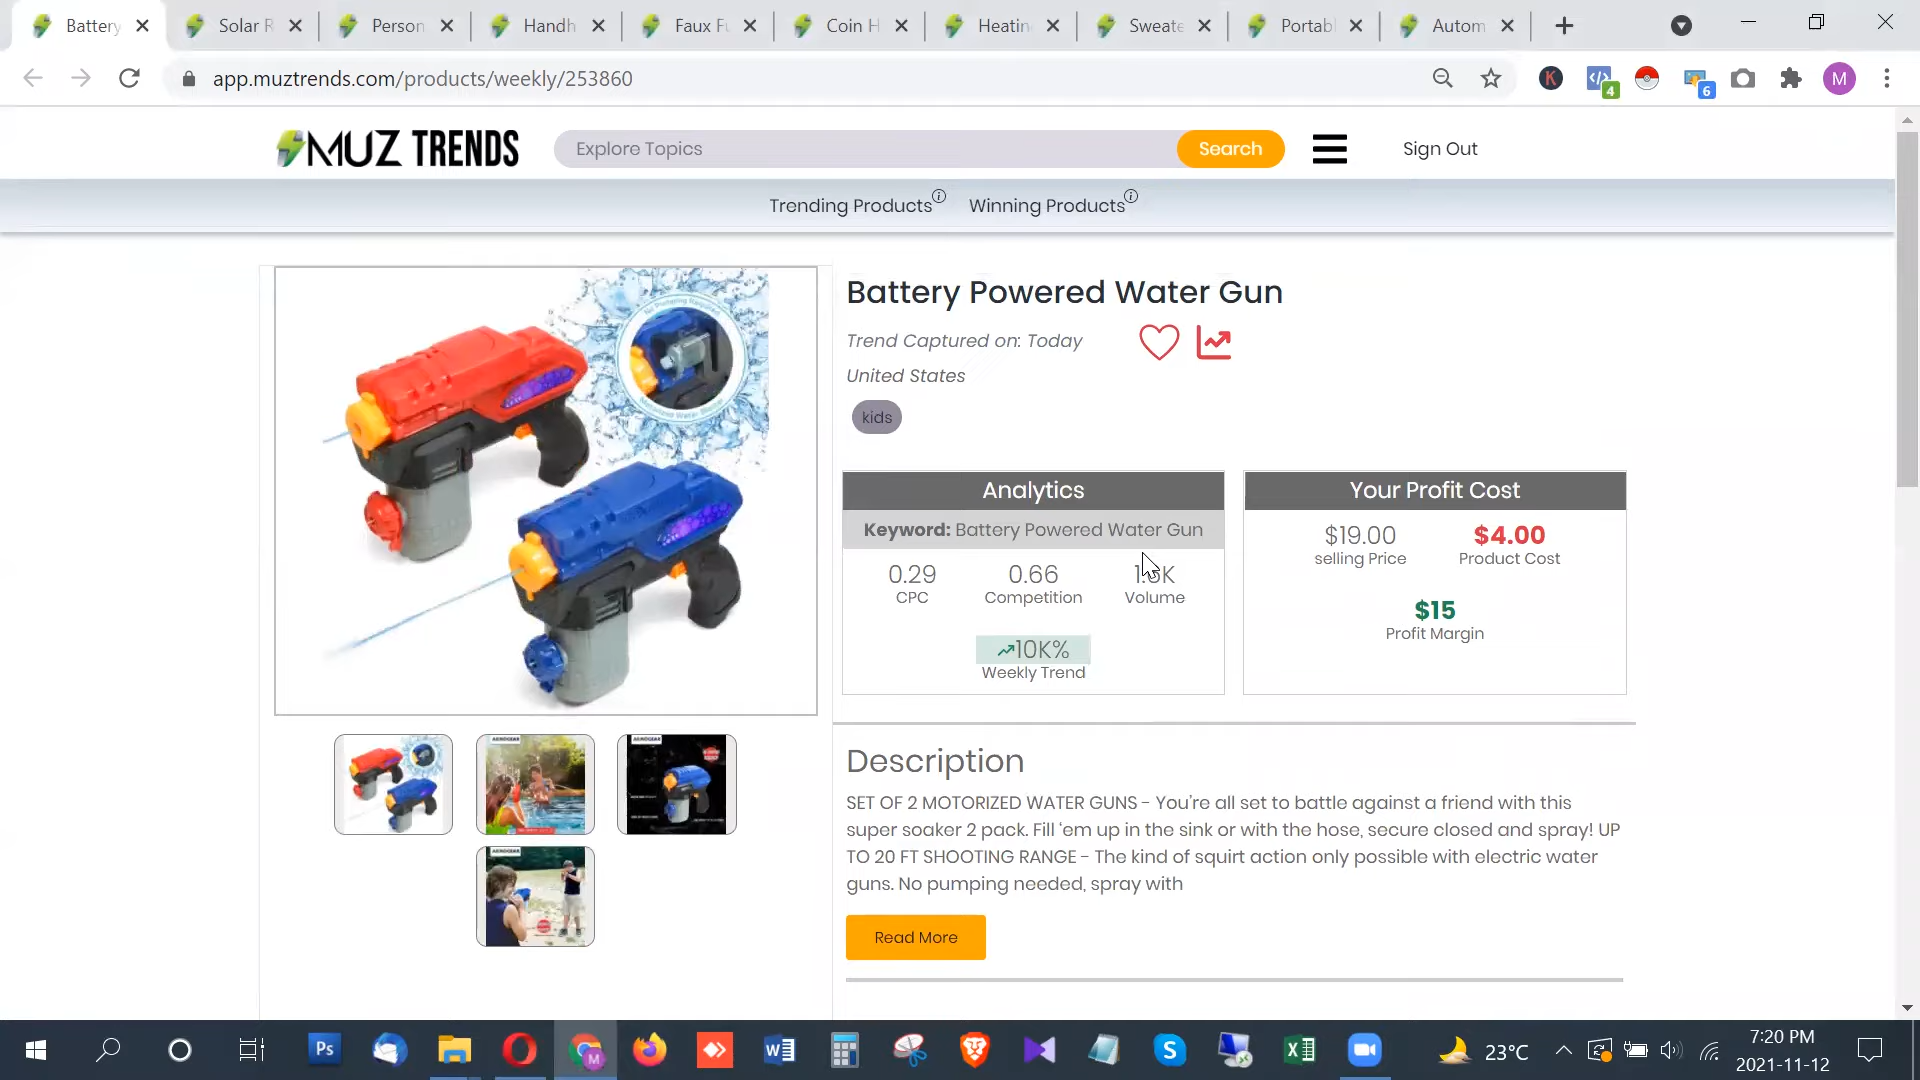 Battery
Solar R
Person
Handh
Faux Fu
Coin H
Heatin
Sweate
Portab
Autom
app.muztrends.com/products/weekly/253860
K
4
6
M
MUZ TRENDS
Explore Topics
Search
Sign Out
Trending Products
Winning Products
Battery Powered Water Gun
Trend Captured on: Today
United States
kids
Analytics
Keyword: Battery Powered Water Gun
0.29
CPC
0.66
Competition
Volume
10K%
Weekly Trend
Your Profit Cost
$19.00
selling Price
$4.00
Product Cost
$15
Profit Margin
Description
SET OF 2 MOTORIZED WATER GUNS - You’re all set to battle against a friend with this
super soaker 2 pack. Fill ‘em up in the sink or with the hose, secure closed and spray! UP
TO 20 FT SHOOTING RANGE - The kind of squirt action only possible with electric water
guns. No pumping needed, spray with
Read More
Ps
M
W
S
X
23°C
7:20 PM
2021-11-12